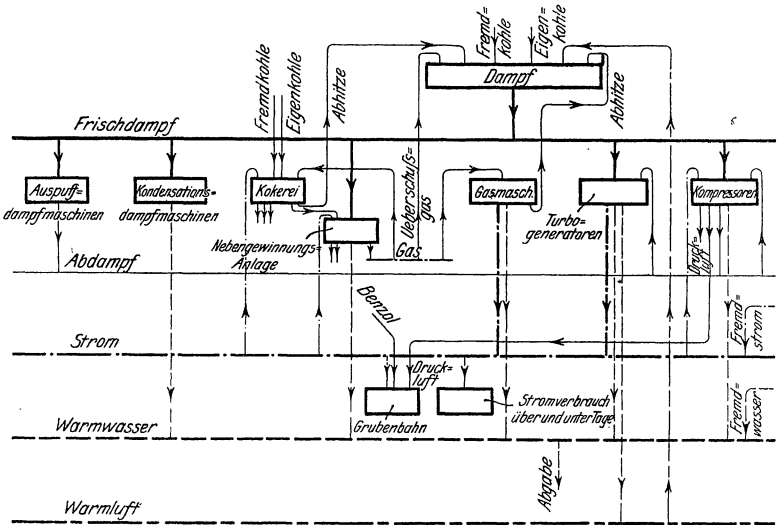 Fremd=
kohle
Eigen=
kohle
Dampf
Fremdkohle
Eigenkohle
Abhitze
Abhitze
Frischdampf
Auspuff=
dampfmaschinen
Kondensations=
dampfmaschinen
Kokerei
Ueberschuß=
gas
Gasmasch.
Turbo=
generatoren
Kompressoren
Nebengewinnungs=
Anlage
Gas
Druck=
luft
Abdampf
Benzol
Fremd=
strom
Strom
Druck=
luft
Grubenbahn
Stromverbrauch
über und unter Tage
Fremd=
wasser
Warmwasser
Abgabe
Warmluft